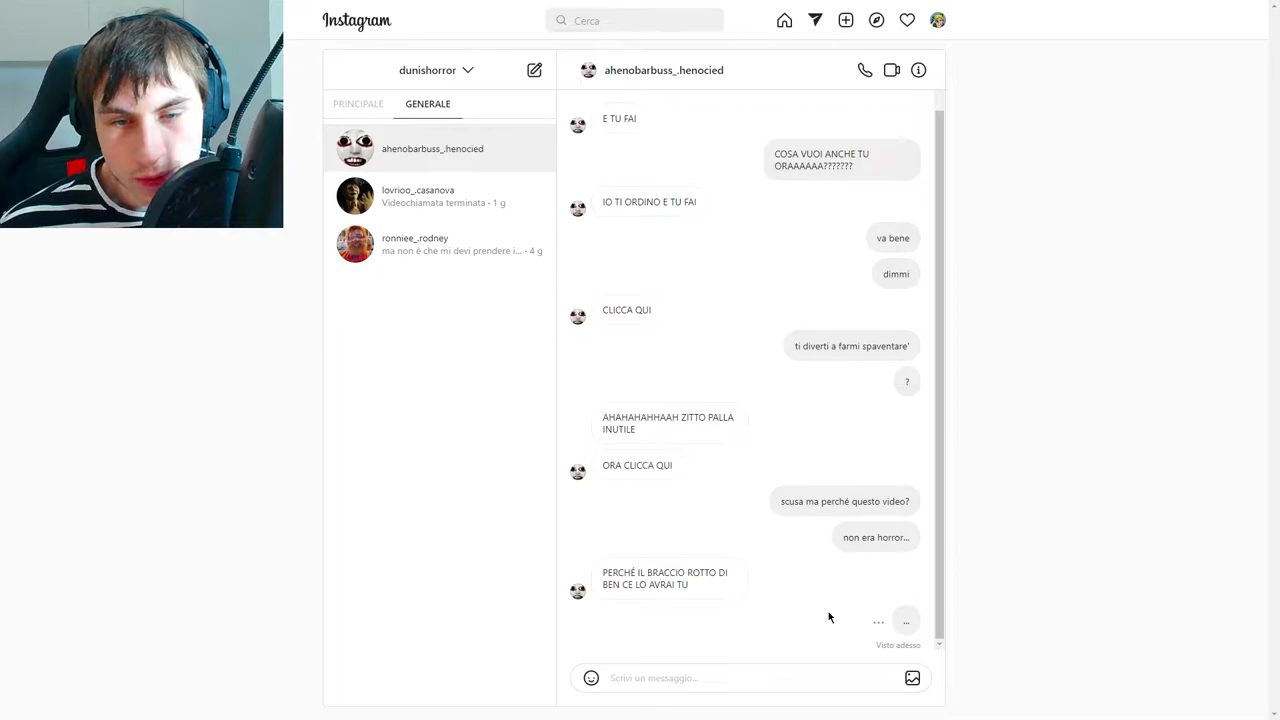 Instagram
Cerca
dunishorror
ahenobarbuss_.henocied
PRINCIPALE GENERALE
ahenobarbuss_.henocied
lovrioo_.casanova
Videochiamata terminata · 1 g
ronniee_.rodney
ma non è che mi devi prendere i... · 4 g
E TU FAI
COSA VUOI ANCHE TU
ORAAAAAA???????
IO TI ORDINO E TU FAI
va bene
dimmi
CLICCA QUI
ti diverti a farmi spaventare'
?
AHAHAHAHHAAH ZITTO PALLA
INUTILE
ORA CLICCA QUI
scusa ma perché questo video?
non era horror...
PERCHÉ IL BRACCIO ROTTO DI
BEN CE LO AVRAI TU
...
Visto adesso
Scrivi un messaggio...